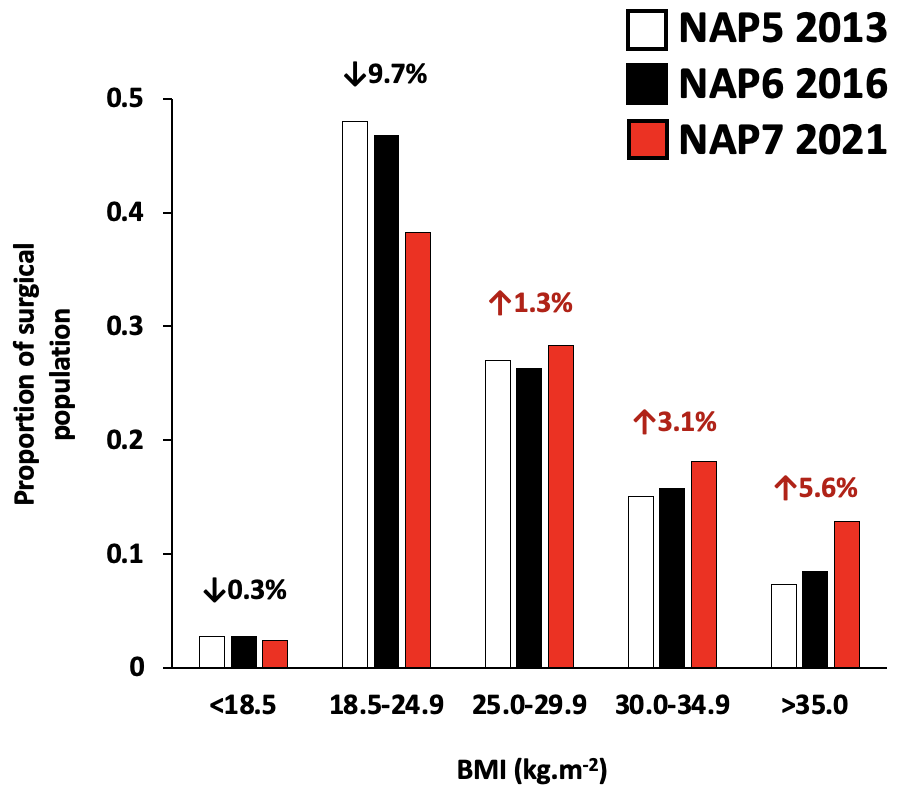 NAP5 2013
NAP6 2016
NAP7 2021
↓9.7%
↑1.3%
↑3.1%
↑5.6%
↓0.3%
0.5
0.4
0.3
0.2
0.1
0
Proportion of surgical
population
<18.5
18.5-24.9
25.0-29.9
30.0-34.9
>35.0
BMI (kg.m⁻²)